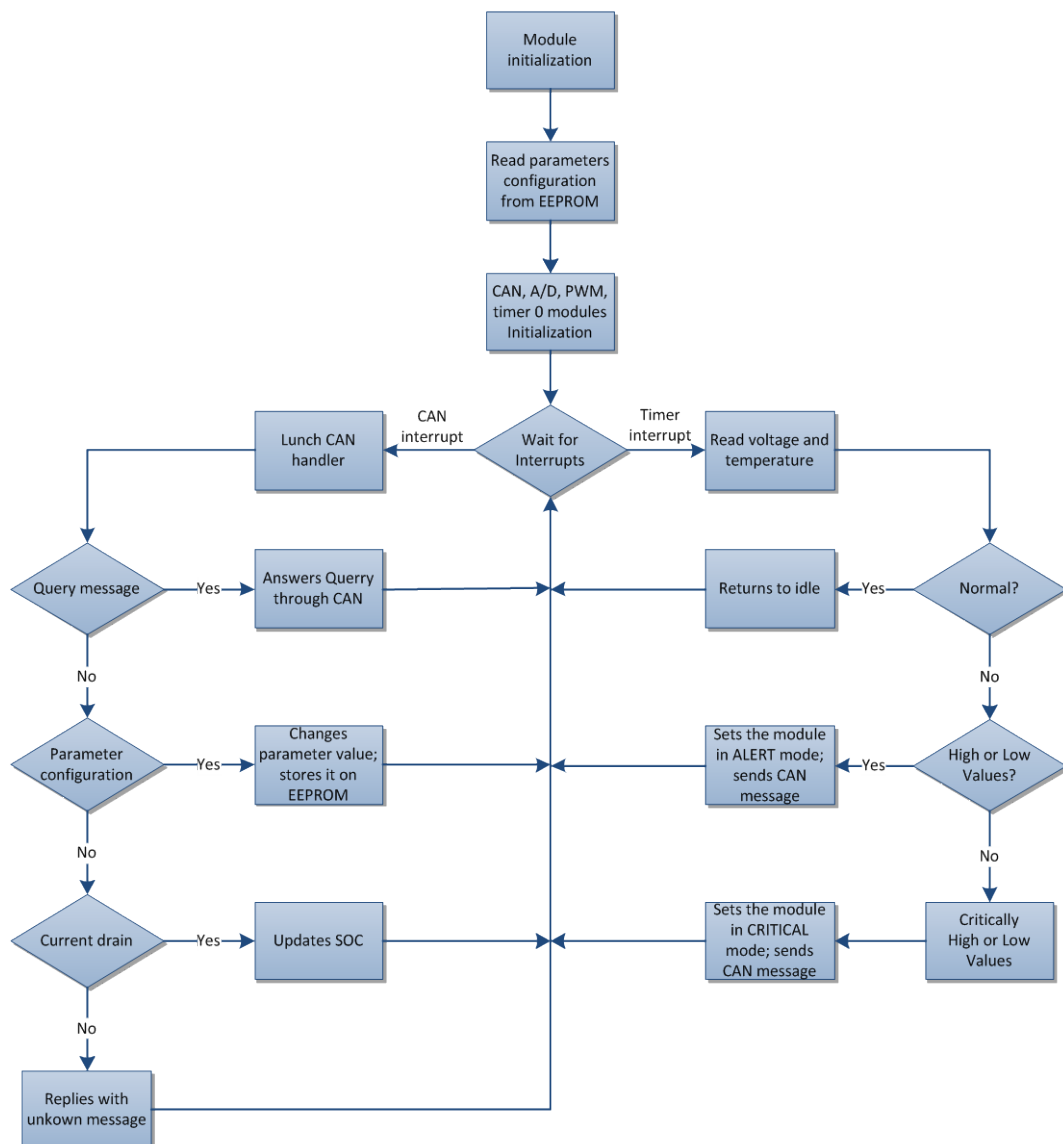 Module
initialization
Read parameters
configuration
from EEPROM
CAN, A/D, PWM,
timer 0 modules
Initialization
Lunch CAN
handler
CAN
interrupt
Wait for
Interrupts
Timer
interrupt
Read voltage and
temperature
Query message
Yes
Answers Querry
through CAN
Returns to idle
Yes
Normal?
No
No
Parameter
configuration
Yes
Changes
parameter value;
stores it on
EEPROM
Sets the module
in ALERT mode;
sends CAN
message
Yes
High or Low
Values?
No
No
Current drain
Yes
Updates SOC
Sets the module
in CRITICAL
mode; sends
CAN message
Critically
High or Low
Values
No
Replies with
unkown message